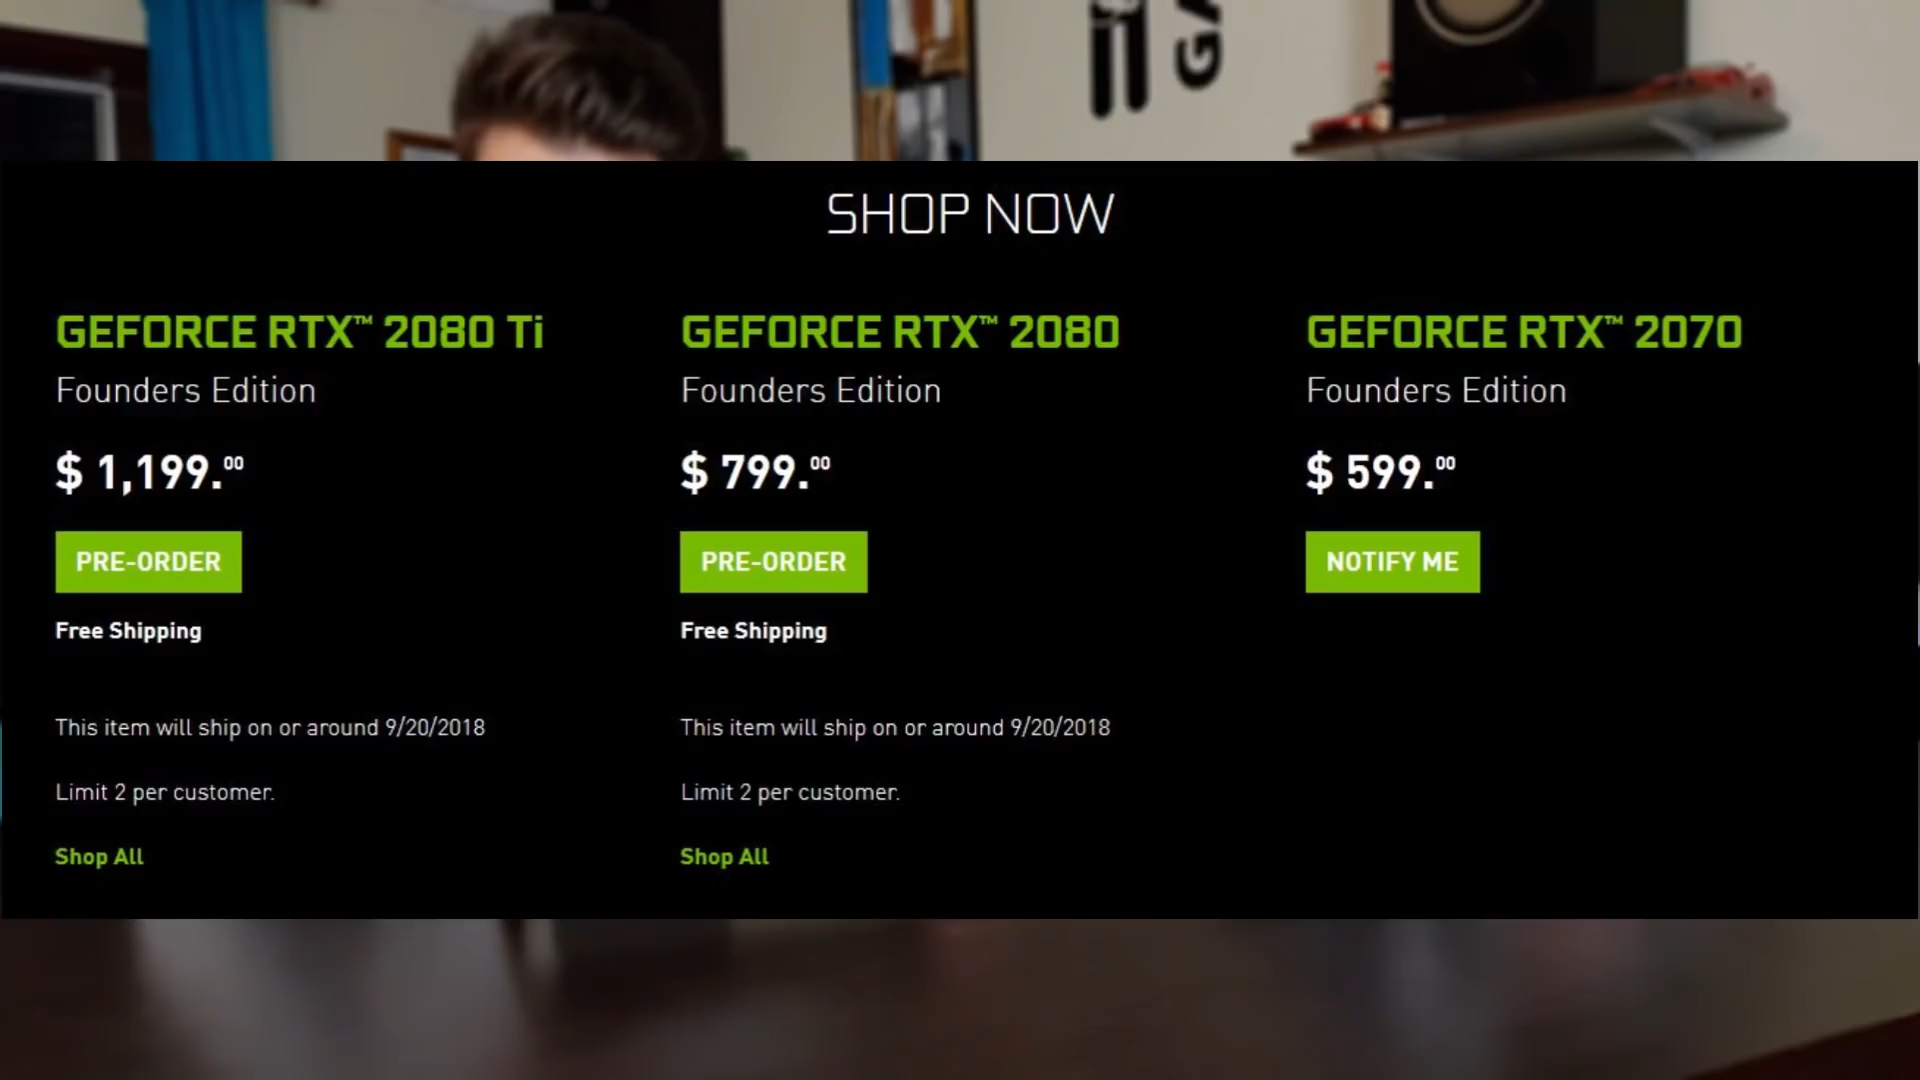 GA
SHOP NOW
GEFORCE RTX™ 2080 Ti
Founders Edition
$ 1,199.00
PRE-ORDER
Free Shipping
This item will ship on or around 9/20/2018
Limit 2 per customer.
Shop All
GEFORCE RTX™ 2080
Founders Edition
$ 799.00
PRE-ORDER
Free Shipping
This item will ship on or around 9/20/2018
Limit 2 per customer.
Shop All
GEFORCE RTX™ 2070
Founders Edition
$ 599.00
NOTIFY ME